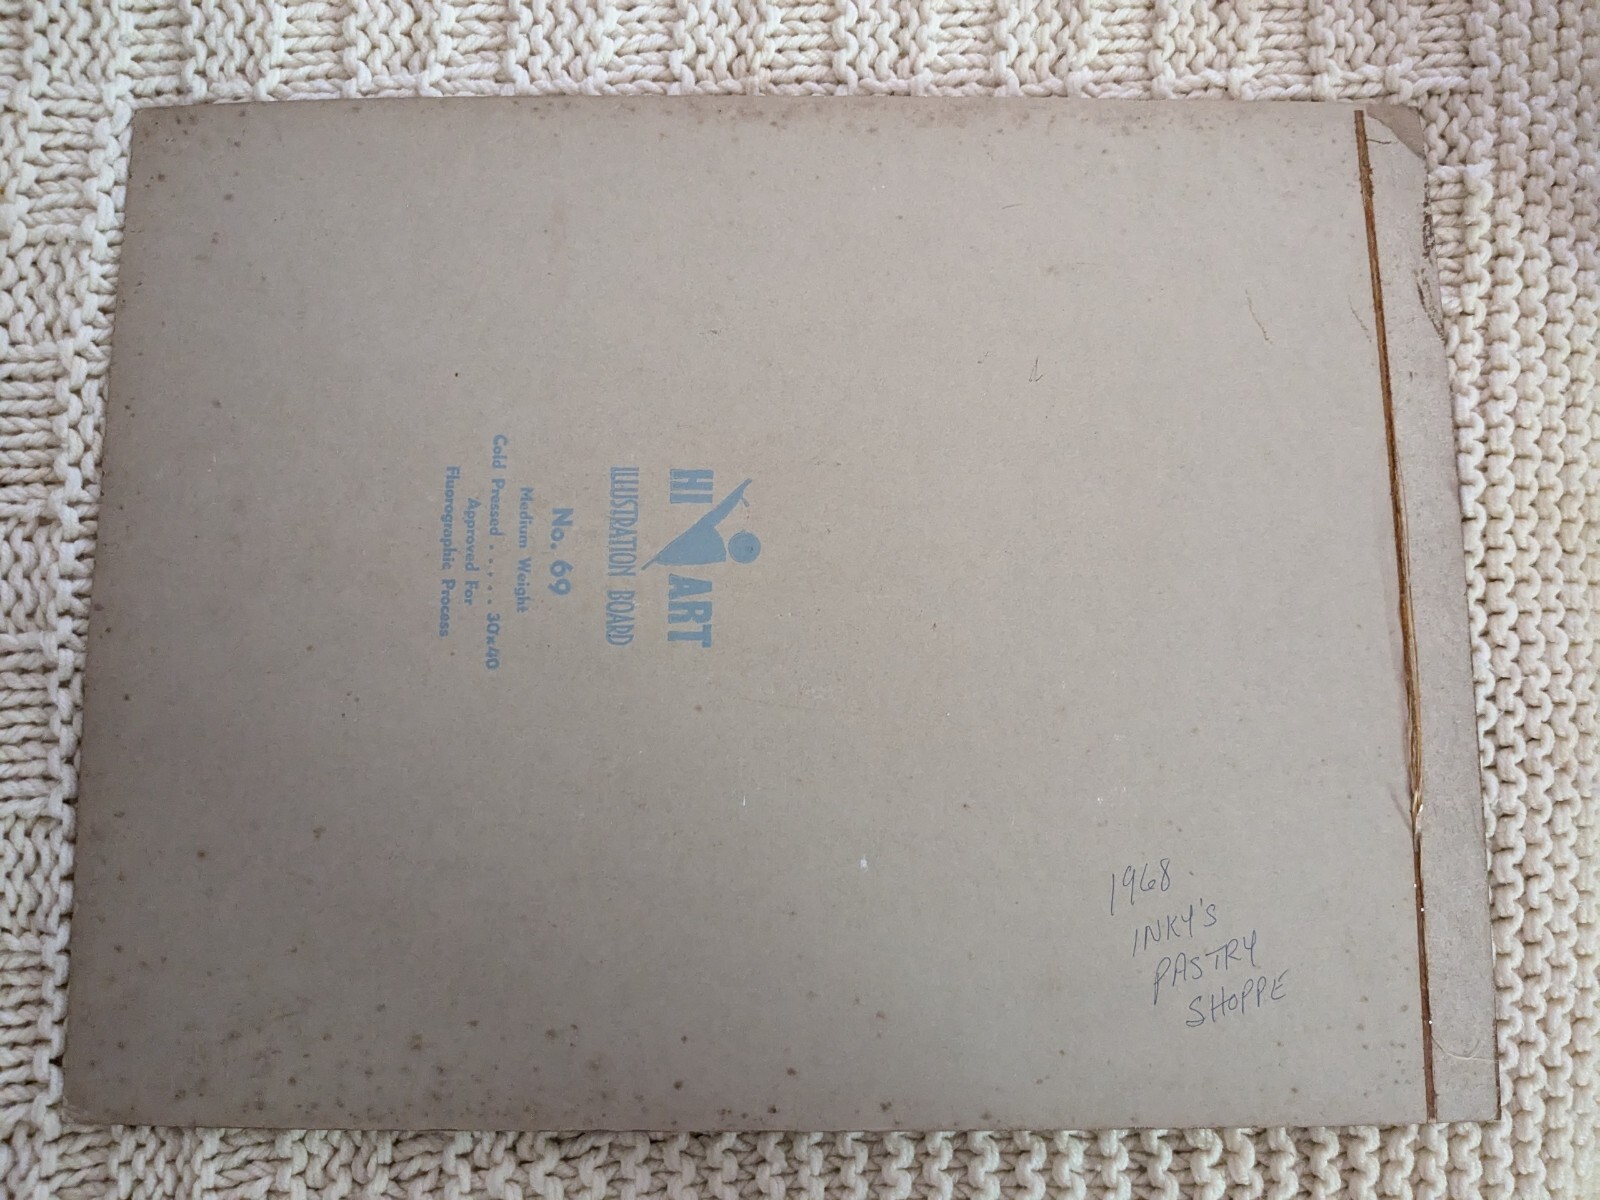 HI ART
ILLUSTRATION BOARD
No. 69
Medium Weight
Cold Pressed . . . . . 30x40
Approved For
Fluorographic Process
1968
INKY'S
PASTRY
SHOPPE